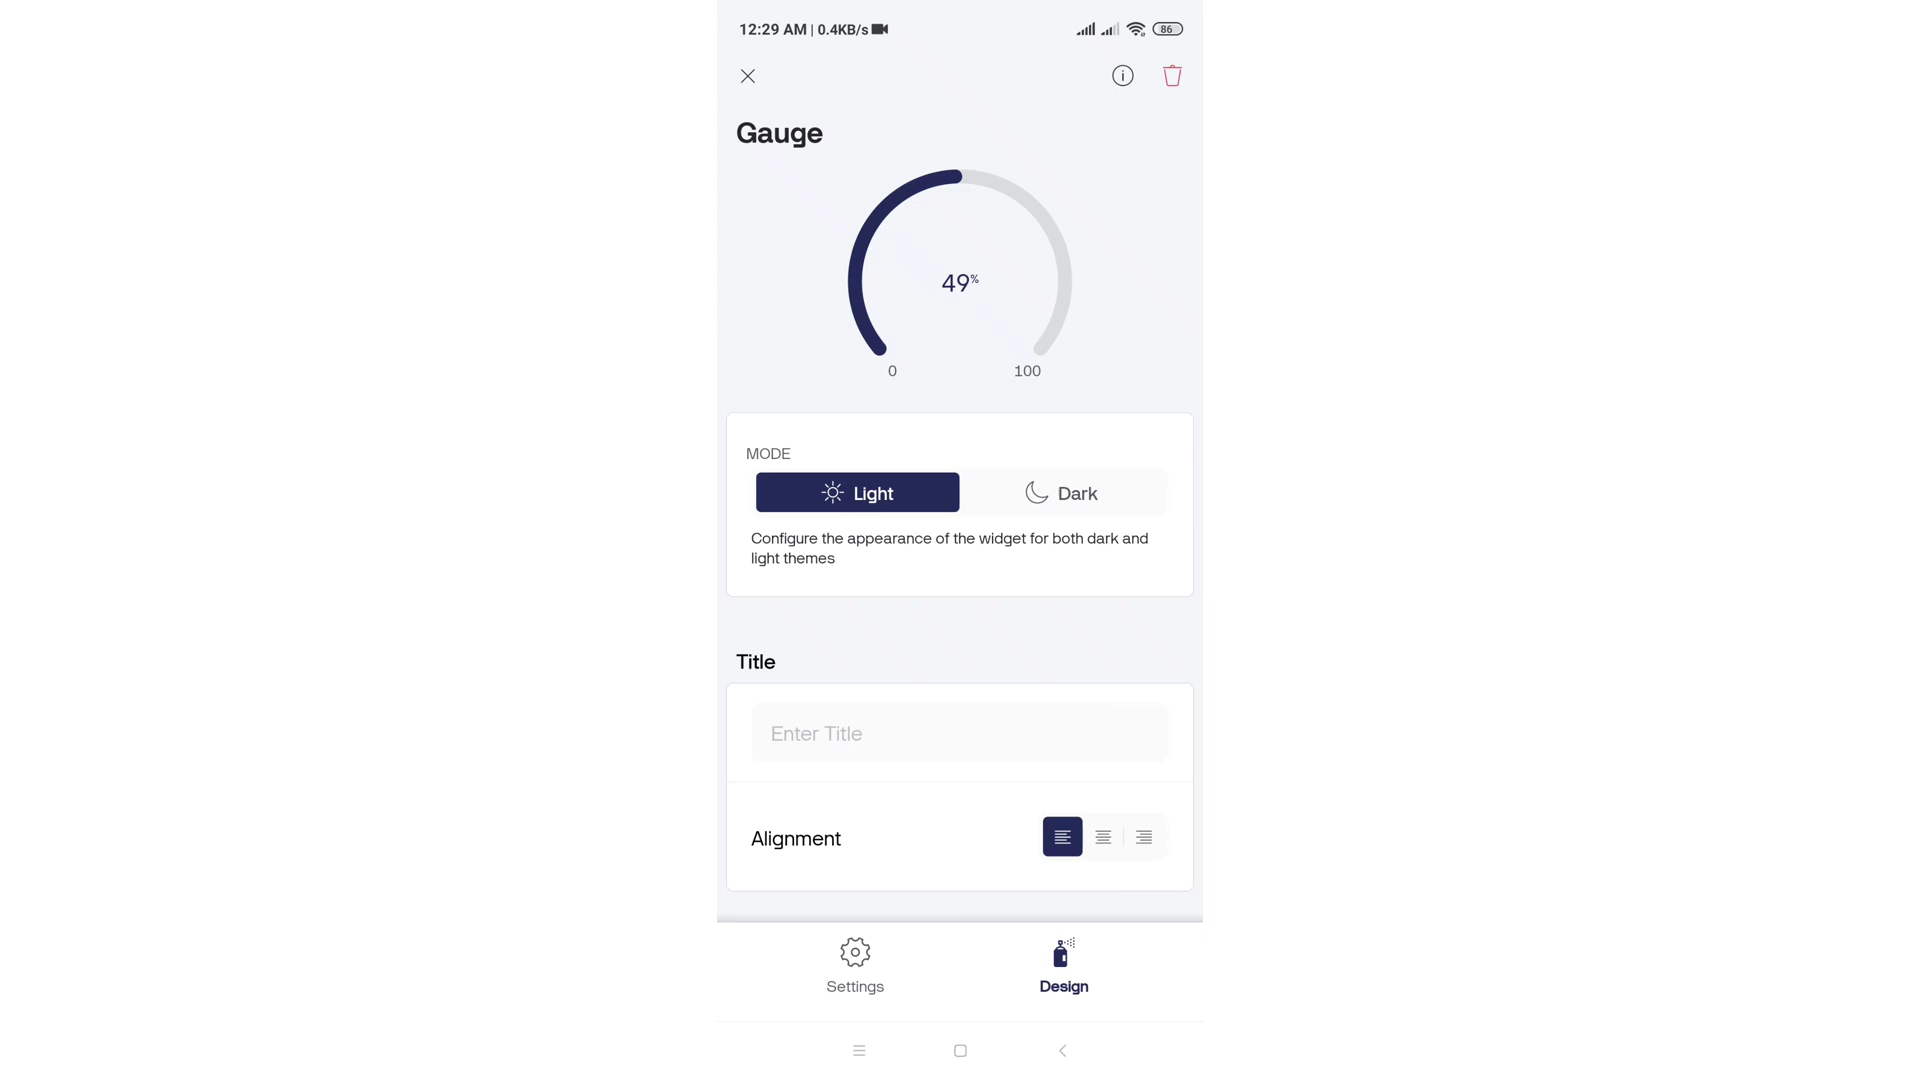 12:29 AM | 0.4KB/s
86
Gauge
49%
0
100
MODE
Light
Dark
Configure the appearance of the widget for both dark and
light themes
Title
Enter Title
Alignment
Settings
Design